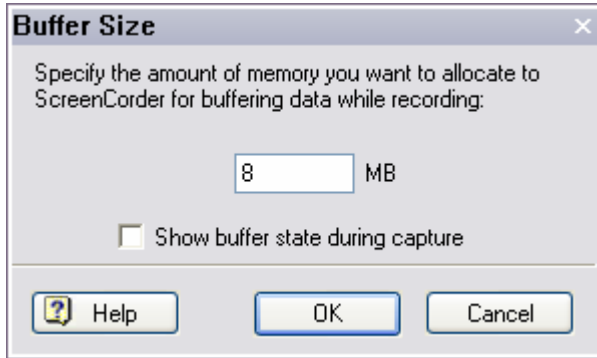 Buffer Size
Specify the amount of memory you want to allocate to
ScreenCorder for buffering data while recording:
8 MB
Show buffer state during capture
Help OK Cancel